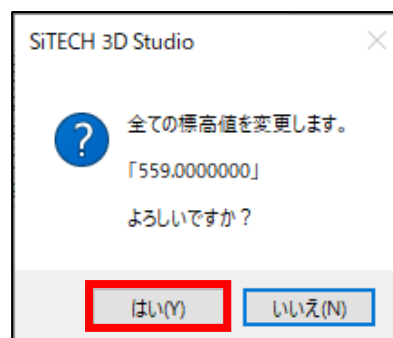 SiTECH 3D Studio
全ての標高値を変更します。
「559.0000000」
よろしいですか？
はい(Y)
いいえ(N)